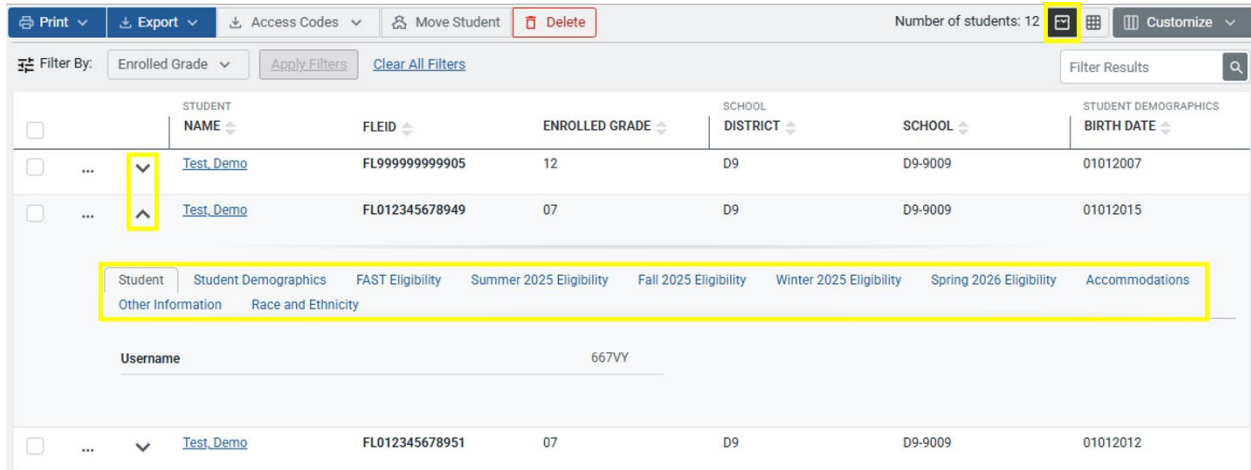 Print Export Access Codes Move Student Delete Number of students: 12 Customize
Filter By: Enrolled Grade Apply Filters Clear All Filters Filter Results
STUDENT SCHOOL STUDENT DEMOGRAPHICS
NAME FLEID ENROLLED GRADE DISTRICT SCHOOL BIRTH DATE
... Test, Demo FL999999999905 12 D9 D9-9009 01012007
... Test, Demo FL012345678949 07 D9 D9-9009 01012015
Student Student Demographics FAST Eligibility Summer 2025 Eligibility Fall 2025 Eligibility Winter 2025 Eligibility Spring 2026 Eligibility Accommodations
Other Information Race and Ethnicity
Username 667VY
... Test, Demo FL012345678951 07 D9 D9-9009 01012012